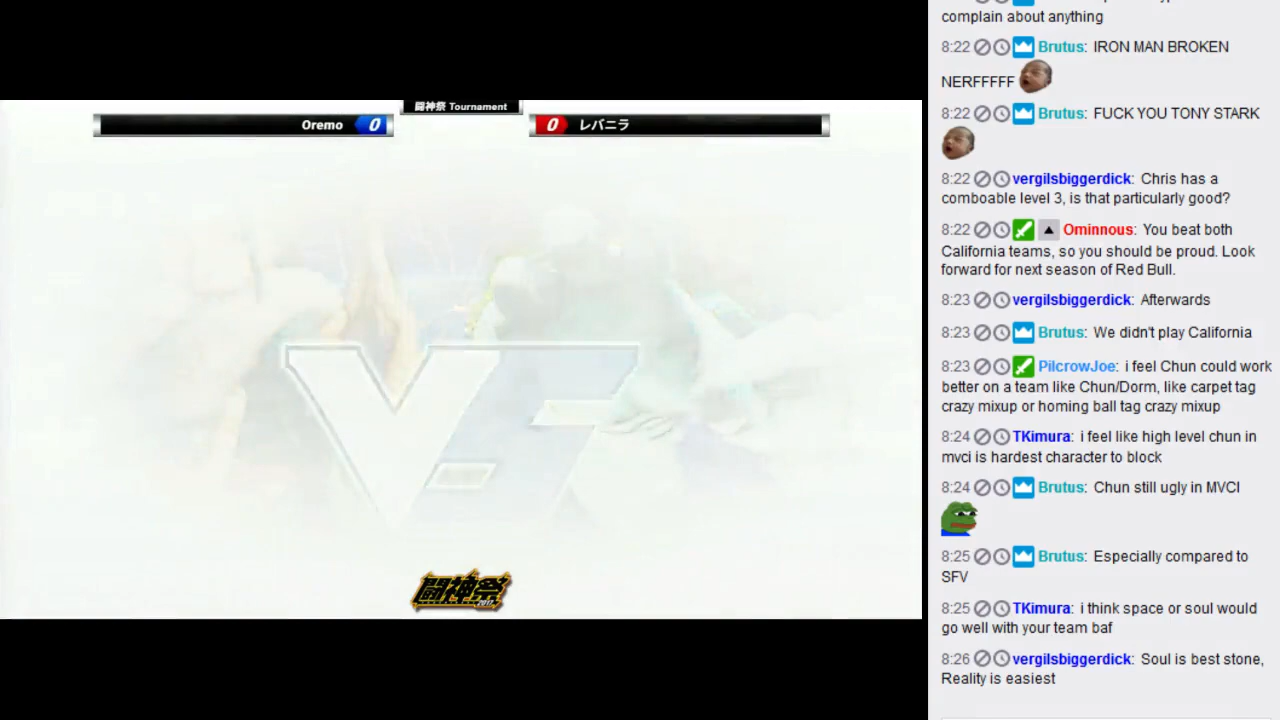 闘神祭 Tournament
Oremo 0
0 レバニラ
VS
闘神祭
2017
complain about anything
8:22 Brutus: IRON MAN BROKEN
NERFFFFF
8:22 Brutus: FUCK YOU TONY STARK
8:22 vergilsbiggerdick: Chris has a
comboable level 3, is that particularly good?
8:22 Ominnous: You beat both
California teams, so you should be proud. Look
forward for next season of Red Bull.
8:23 vergilsbiggerdick: Afterwards
8:23 Brutus: We didn't play California
8:23 PilcrowJoe: i feel Chun could work
better on a team like Chun/Dorm, like carpet tag
crazy mixup or homing ball tag crazy mixup
8:24 TKimura: i feel like high level chun in
mvci is hardest character to block
8:24 Brutus: Chun still ugly in MVCI
8:25 Brutus: Especially compared to
SFV
8:25 TKimura: i think space or soul would
go well with your team baf
8:26 vergilsbiggerdick: Soul is best stone,
Reality is easiest